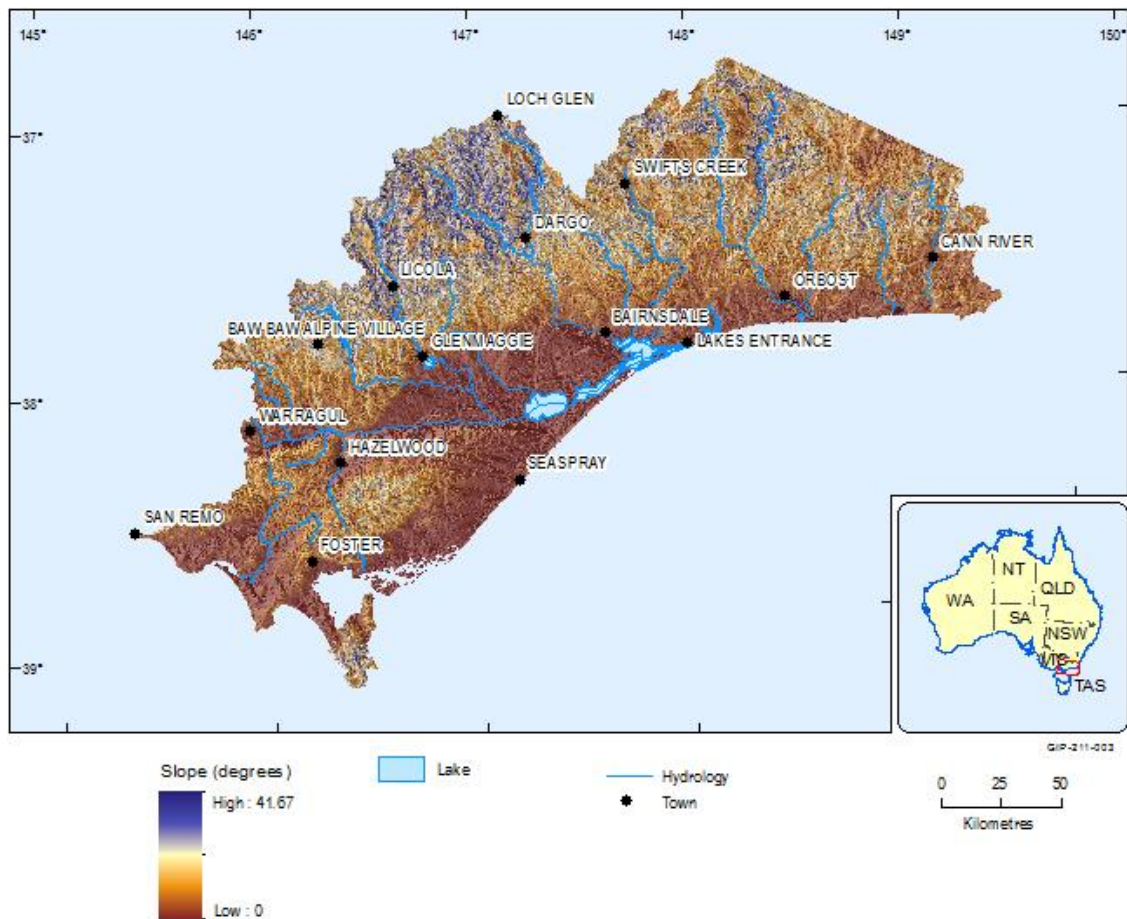 145° 146° 147° 148° 149° 150°
LOCH GLEN
37°
SWIFTS CREEK
DARGO
CANN RIVER
LICOLA
ORBOST
BAIRNSDALE
BAW BAW ALPINE VILLAGE
GLENMAGGIE
LAKES ENTRANCE
38°
WARRAGUL
HAZELWOOD
SEASPRAY
SAN REMO
FOSTER
39°
NT
QLD
WA
SA
NSW
VIC
TAS
GIP-211-003
Slope (degrees)
High : 41.67
Low : 0
Lake
Hydrology
Town
0 25 50
Kilometres